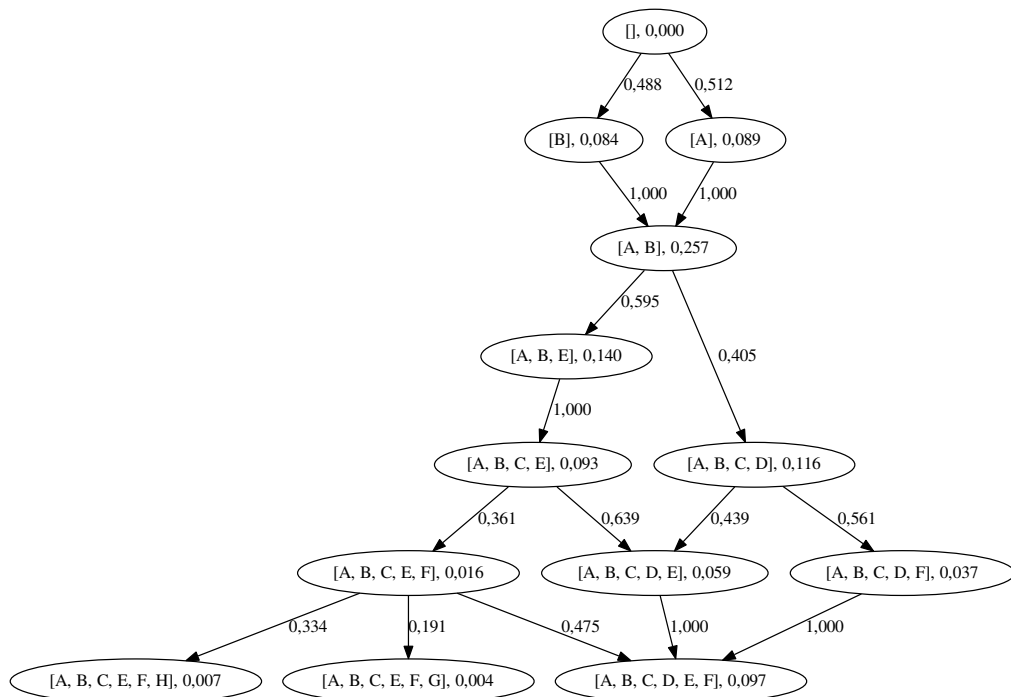 [], 0,000
0,488
0,512
[B], 0,084
[A], 0,089
1,000
1,000
[A, B], 0,257
0,595
[A, B, E], 0,140
0,405
1,000
[A, B, C, E], 0,093
[A, B, C, D], 0,116
0,361
0,639
0,439
0,561
[A, B, C, E, F], 0,016
[A, B, C, D, E], 0,059
[A, B, C, D, F], 0,037
0,334
0,191
0,475
1,000
1,000
[A, B, C, E, F, H], 0,007
[A, B, C, E, F, G], 0,004
[A, B, C, D, E, F], 0,097